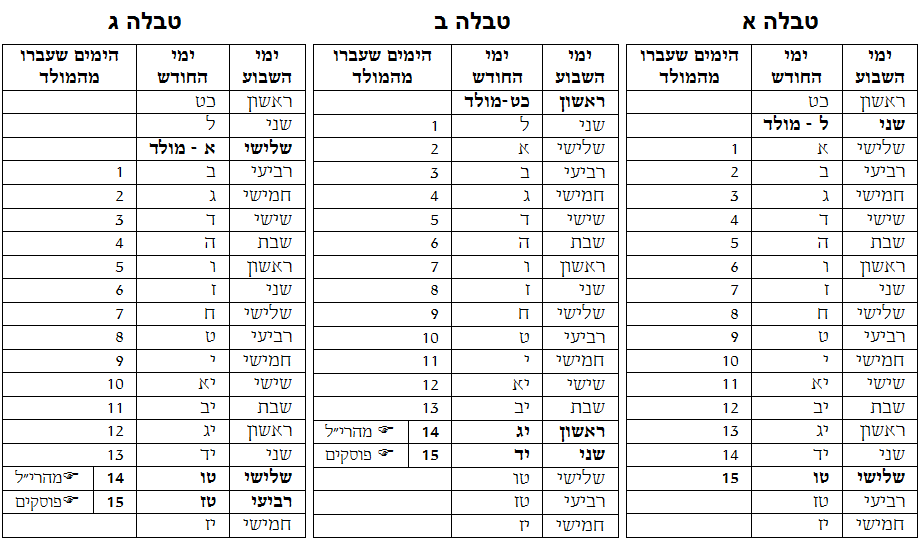 טבלה א
ימי ימי הימים שעברו
השבוע החודש מהמולד
ראשון כט
שני ל - מולד
שלישי א 1
רביעי ב 2
חמישי ג 3
שישי ד 4
שבת ה 5
ראשון ו 6
שני ז 7
שלישי ח 8
רביעי ט 9
חמישי י 10
שישי יא 11
שבת יב 12
ראשון יג 13
שני יד 14
שלישי טו 15
רביעי טז
חמישי יז
טבלה ב
ימי ימי הימים שעברו
השבוע החודש מהמולד
ראשון כט-מולד
שני ל 1
שלישי א 2
רביעי ב 3
חמישי ג 4
שישי ד 5
שבת ה 6
ראשון ו 7
שני ז 8
שלישי ח 9
רביעי ט 10
חמישי י 11
שישי יא 12
שבת יב 13
ראשון יג 14 ☞ מהרי"ל
שני יד 15 ☞ פוסקים
שלישי טו
רביעי טז
חמישי יז
טבלה ג
ימי ימי הימים שעברו
השבוע החודש מהמולד
ראשון כט
שני ל
שלישי א - מולד
רביעי ב 1
חמישי ג 2
שישי ד 3
שבת ה 4
ראשון ו 5
שני ז 6
שלישי ח 7
רביעי ט 8
חמישי י 9
שישי יא 10
שבת יב 11
ראשון יג 12
שני יד 13
שלישי טו 14 ☞מהרי"ל
רביעי טז 15 ☞פוסקים
חמישי יז